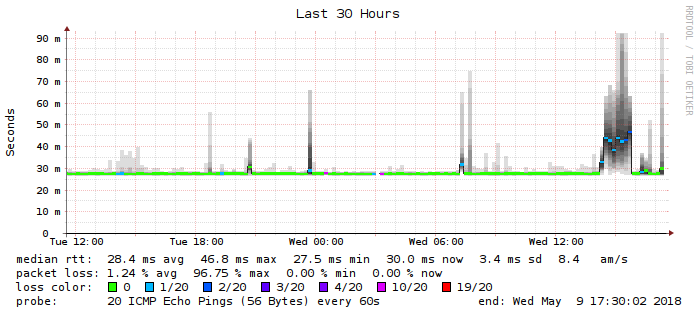 Last 30 Hours
RRDTOOL / TOBI OETIKER
Seconds
90 m
80 m
70 m
60 m
50 m
40 m
30 m
20 m
10 m
0
Tue 12:00 Tue 18:00 Wed 00:00 Wed 06:00 Wed 12:00
median rtt: 28.4 ms avg 46.8 ms max 27.5 ms min 30.0 ms now 3.4 ms sd 8.4 am/s
packet loss: 1.24 % avg 96.75 % max 0.00 % min 0.00 % now
loss color: 0 1/20 2/20 3/20 4/20 10/20 19/20
probe: 20 ICMP Echo Pings (56 Bytes) every 60s end: Wed May 9 17:30:02 2018